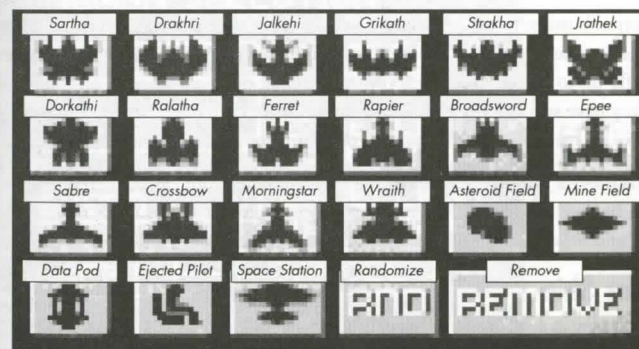 Sartha Drakhri Jalkehi Grikath Strakha Jrathek
Dorkathi Ralatha Ferret Rapier Broadsword Epee
Sabre Crossbow Morningstar Wraith Asteroid Field Mine Field
Data Pod Ejected Pilot Space Station Randomize Remove
RND REMOVE